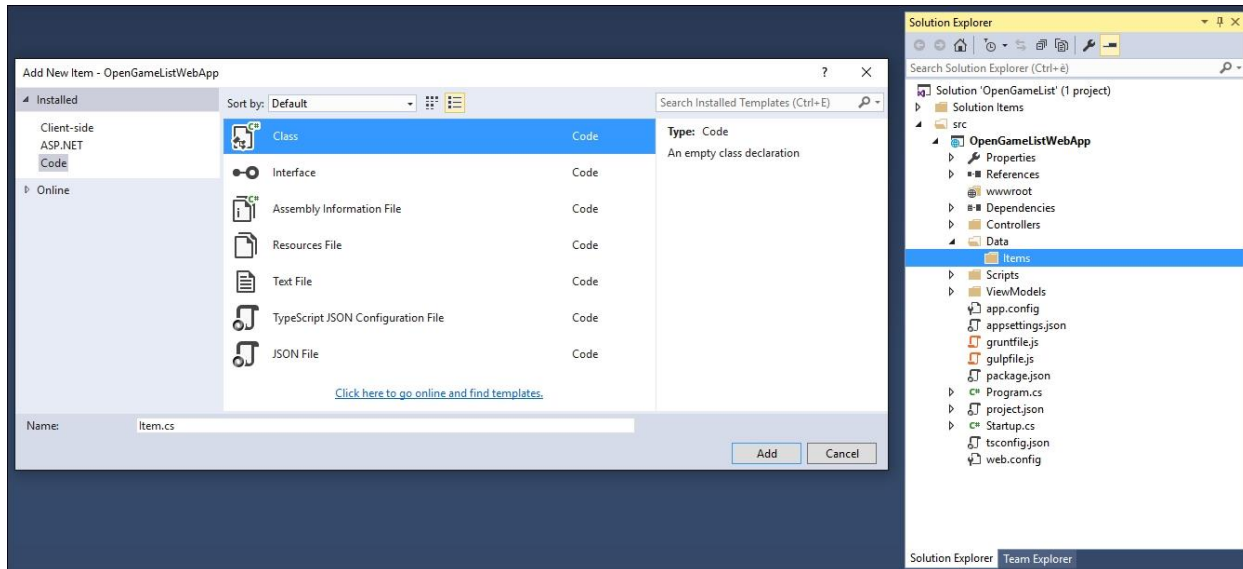 Add New Item - OpenGameListWebApp
? X
Installed
Client-side
ASP.NET
Code
Online
Sort by: Default
Search Installed Templates (Ctrl+E)
Class Code
Interface Code
Assembly Information File Code
Resources File Code
Text File Code
TypeScript JSON Configuration File Code
JSON File Code
Click here to go online and find templates.
Type: Code
An empty class declaration
Name: Item.cs
Add Cancel
Solution Explorer
Search Solution Explorer (Ctrl+è)
Solution 'OpenGameList' (1 project)
Solution Items
src
OpenGameListWebApp
Properties
References
wwwroot
Dependencies
Controllers
Data
Items
Scripts
ViewModels
app.config
appsettings.json
gruntfile.js
gulpfile.js
package.json
C# Program.cs
project.json
C# Startup.cs
tsconfig.json
web.config
Solution Explorer Team Explorer